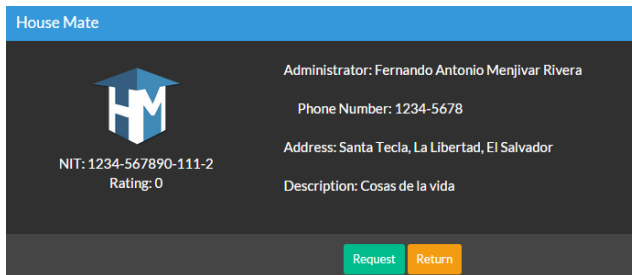 House Mate
HM
NIT: 1234-567890-111-2
Rating: 0
Administrator: Fernando Antonio Menjivar Rivera
Phone Number: 1234-5678
Address: Santa Tecla, La Libertad, El Salvador
Description: Cosas de la vida
Request
Return